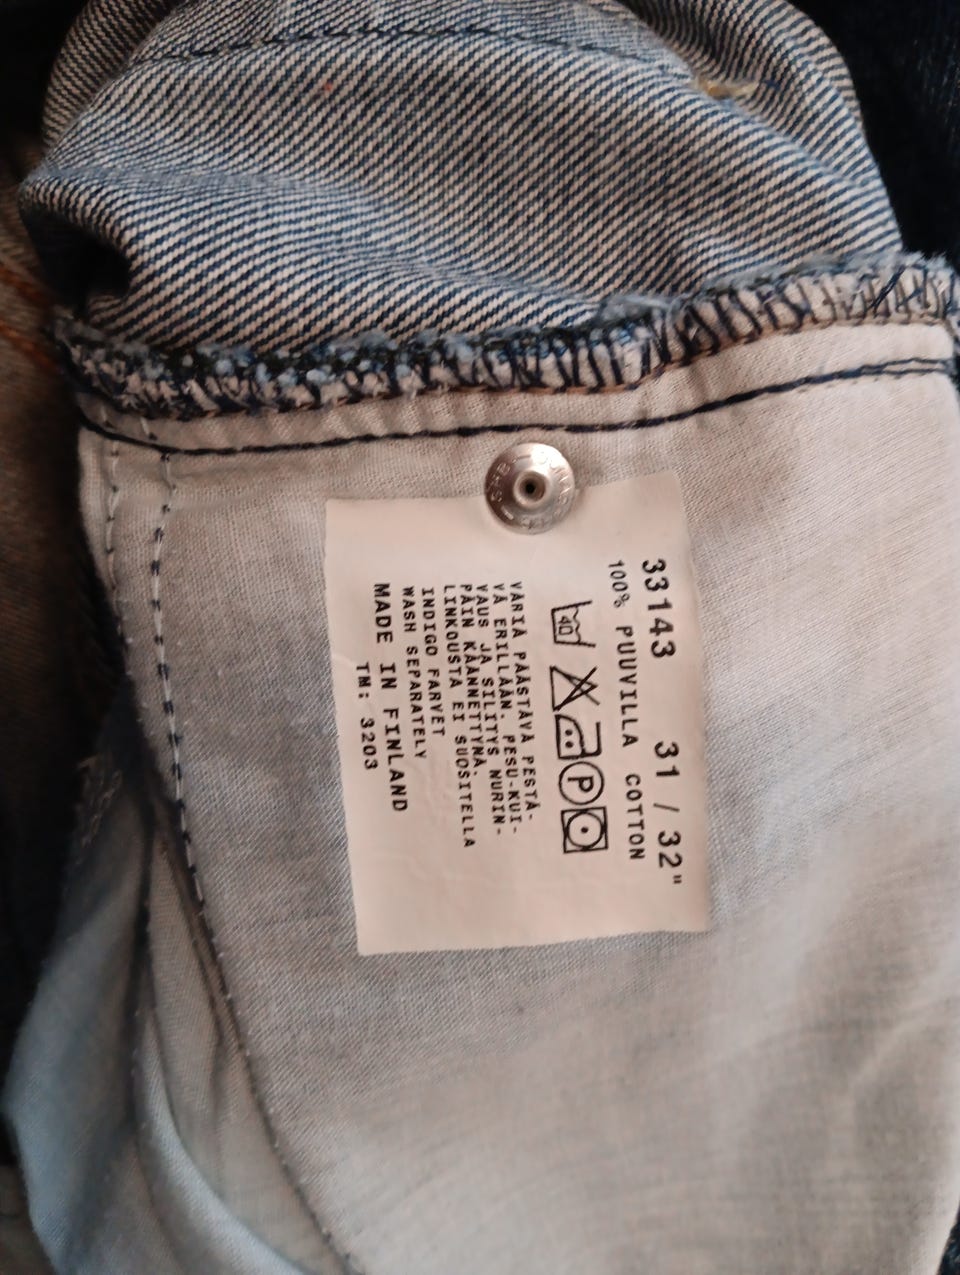 33143 31 / 32"
100% PUUVILLA COTTON
40 P
VÄRIÄ PÄÄSTÄVÄ PESTÄ-
VÄ ERILLÄÄN. PESU-KUI-
VAUS JA SILITYS NURIN-
PÄIN KÄÄNNETTYNÄ.
LINKOUSTA EI SUOSITELLA
INDIGO FARVET
WASH SEPARATELY
MADE IN FINLAND
TM: 3203